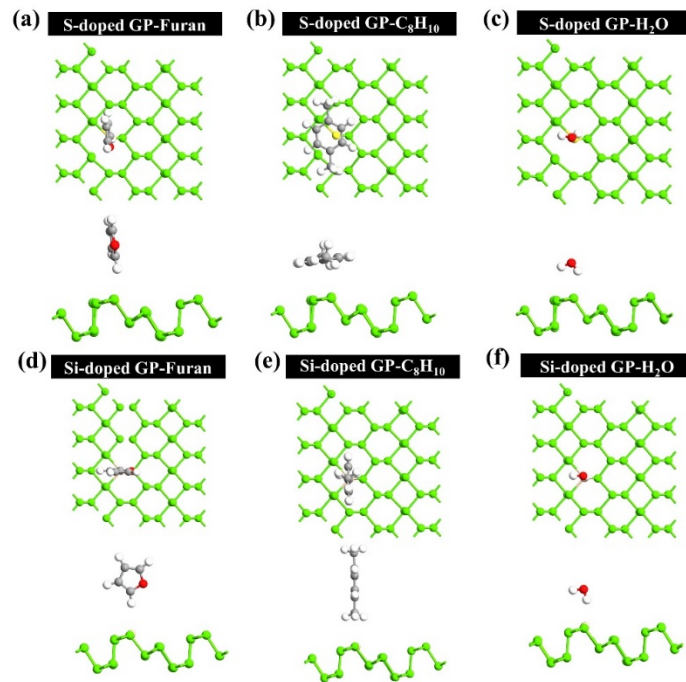 (a) S-doped GP-Furan
(b) S-doped GP-C₈H₁₀
(c) S-doped GP-H₂O
(d) Si-doped GP-Furan
(e) Si-doped GP-C₈H₁₀
(f) Si-doped GP-H₂O